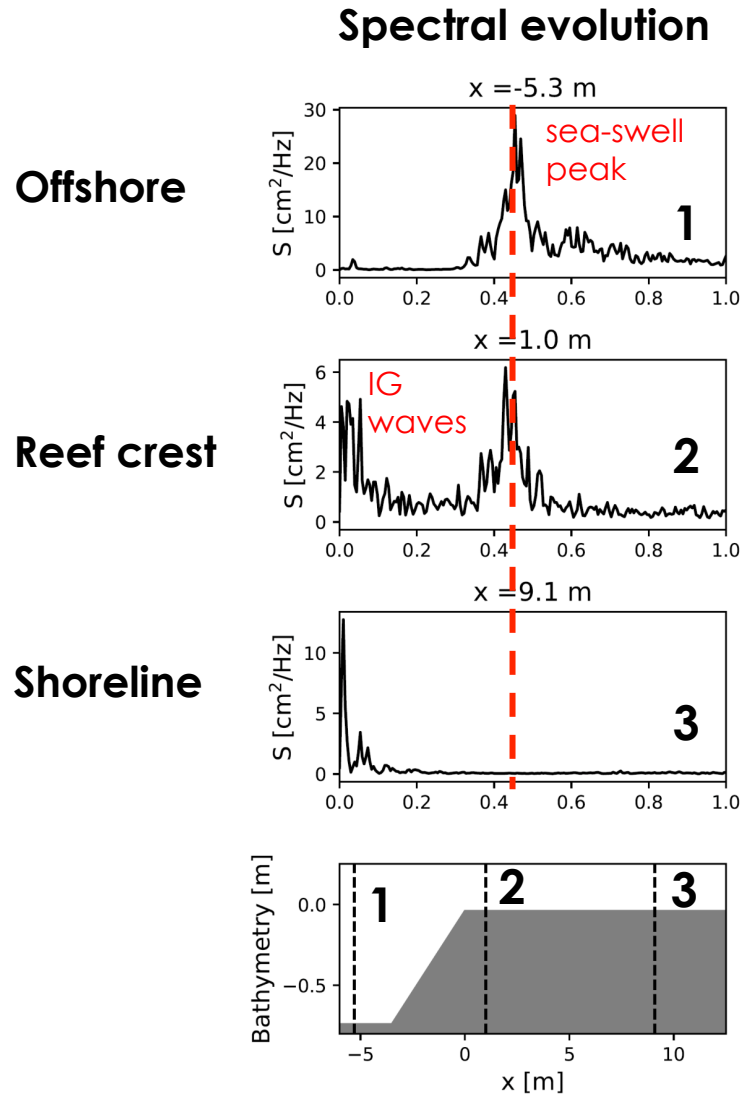 Spectral evolution
Offshore
x =-5.3 m
S [cm²/Hz]
30
20
10
0
sea-swell
peak
1
0.0 0.2 0.4 0.6 0.8 1.0
Reef crest
x =1.0 m
S [cm²/Hz]
6
4
2
0
IG
waves
2
0.0 0.2 0.4 0.6 0.8 1.0
Shoreline
x =9.1 m
S [cm²/Hz]
10
5
0
3
0.0 0.2 0.4 0.6 0.8 1.0
Bathymetry [m]
0.0
−0.5
1
2
3
−5 0 5 10
x [m]